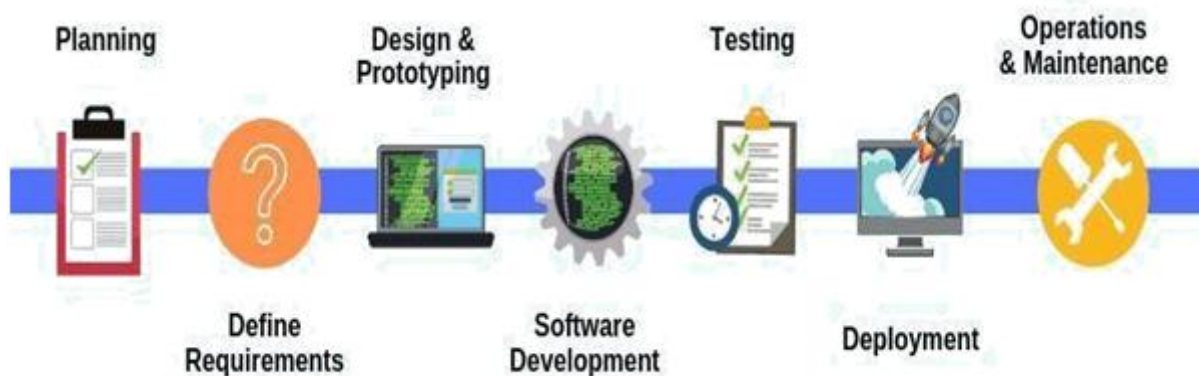 Planning
Define
Requirements
Design &
Prototyping
Software
Development
Testing
Deployment
Operations
& Maintenance